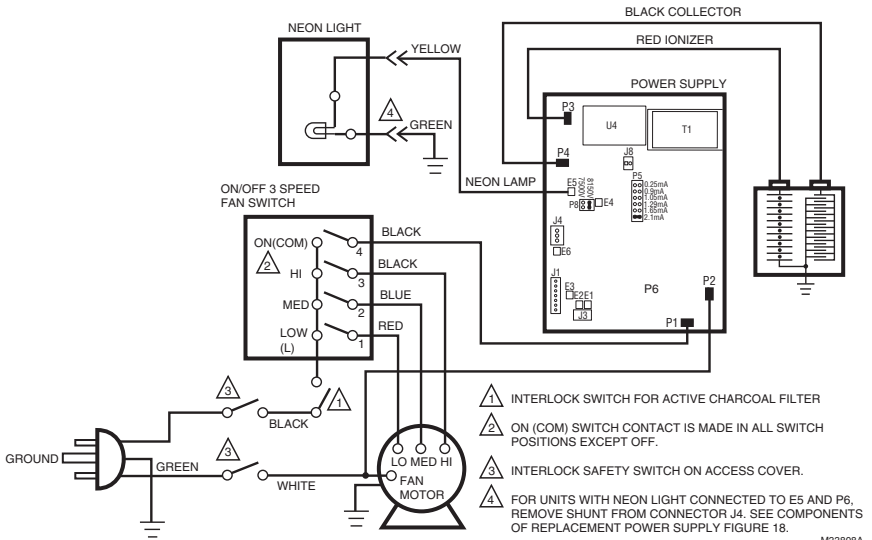 BLACK COLLECTOR
NEON LIGHT
RED IONIZER
YELLOW
POWER SUPPLY
P3
U4
T1
4
GREEN
P4
J8
P5
NEON LAMP
E5
7500V
8150V
0.25mA
0.9mA
1.05mA
1.29mA
1.65mA
2.1mA
P8
E4
ON/OFF 3 SPEED
FAN SWITCH
J4
E6
ON(COM)
BLACK
4
2
HI
BLACK
3
MED
BLUE
2
LOW
(L)
RED
1
J1
E3
E2E1
J3
P6
P2
P1
3
1
BLACK
3
GROUND
GREEN
WHITE
LO MED HI
FAN
MOTOR
1 INTERLOCK SWITCH FOR ACTIVE CHARCOAL FILTER
2 ON (COM) SWITCH CONTACT IS MADE IN ALL SWITCH
POSITIONS EXCEPT OFF.
3 INTERLOCK SAFETY SWITCH ON ACCESS COVER.
4 FOR UNITS WITH NEON LIGHT CONNECTED TO E5 AND P6,
REMOVE SHUNT FROM CONNECTOR J4. SEE COMPONENTS
OF REPLACEMENT POWER SUPPLY FIGURE 18.